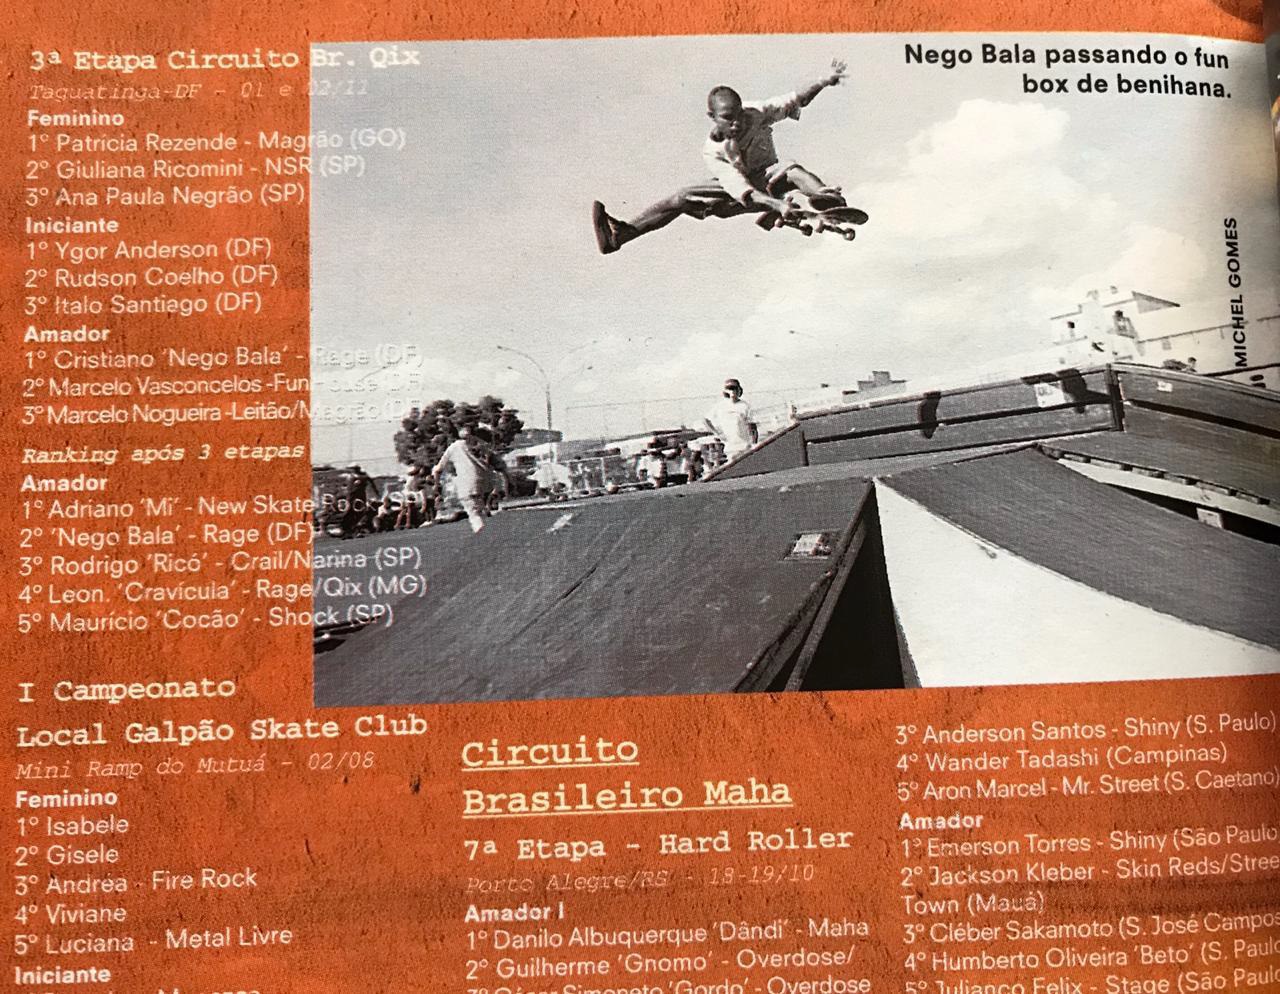 3ª Etapa Circuito Br. Qix
Taguatinga-DF - 01 e 02/11
Feminino
1º Patrícia Rezende - Magrão (GO)
2º Giuliana Ricomini - NSR (SP)
3º Ana Paula Negrão (SP)
Iniciante
1º Ygor Anderson (DF)
2º Rudson Coelho (DF)
3º Italo Santiago (DF)
Amador
1º Cristiano 'Nego Bala' - Rage (DF)
2º Marcelo Vasconcelos -Fun House (DF)
3º Marcelo Nogueira -Leitão/Magrão (DF)
Ranking após 3 etapas
Amador
1º Adriano 'Mi' - New Skate Rock (SP)
2º 'Nego Bala' - Rage (DF)
3º Rodrigo 'Ricó' - Crail/Narina (SP)
4º Leon. 'Cravícula' - Rage/Qix (MG)
5º Maurício 'Cocão' - Shock (SP)
I Campeonato
Local Galpão Skate Club
Mini Ramp do Mutuá - 02/08
Feminino
1º Isabele
2º Gisele
3º Andréa - Fire Rock
4º Viviane
5º Luciana - Metal Livre
Iniciante
Nego Bala passando o fun
box de benihana.
MICHEL GOMES
Circuito
Brasileiro Maha
7ª Etapa - Hard Roller
Porto Alegre/RS - 18-19/10
Amador I
1º Danilo Albuquerque 'Dândi' - Maha
2º Guilherme 'Gnomo' - Overdose/
3º César Simoneto 'Gordo' - Overdose
3º Anderson Santos - Shiny (S. Paulo)
4º Wander Tadashi (Campinas)
5º Aron Marcel - Mr. Street (S. Caetano)
Amador
1º Emerson Torres - Shiny (São Paulo
2º Jackson Kleber - Skin Reds/Stree
Town (Mauá)
3º Cléber Sakamoto (S. José Campos
4º Humberto Oliveira 'Beto' (S. Paulo
5º Julianco Felix - Stage (São Paulo